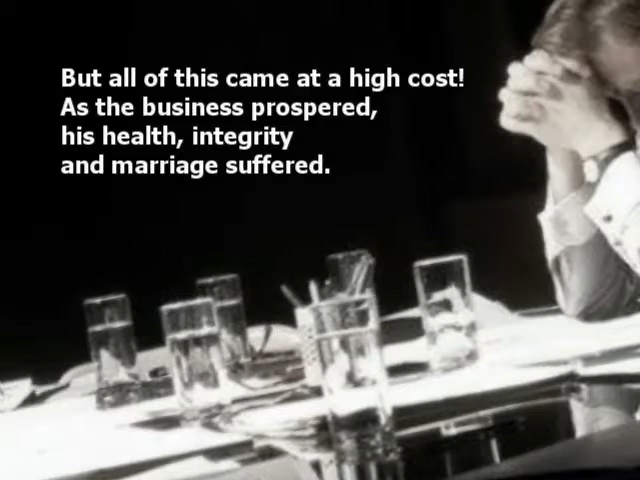 But all of this came at a high cost!
As the business prospered,
his health, integrity
and marriage suffered.